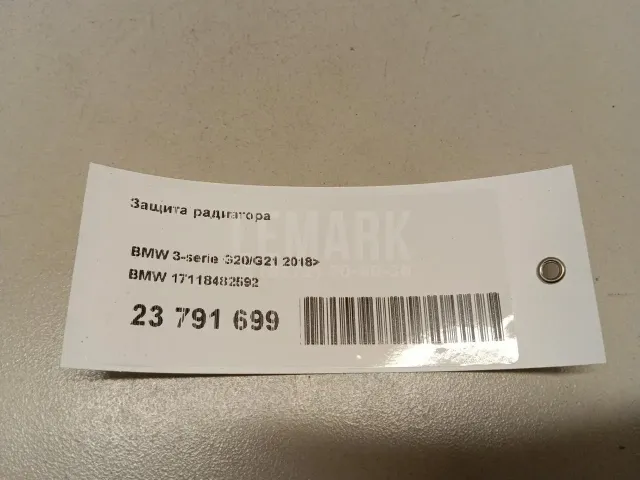 Защита радиатора
BMW 3-serie G20/G21 2018>
BMW 17118482592
23 791 699